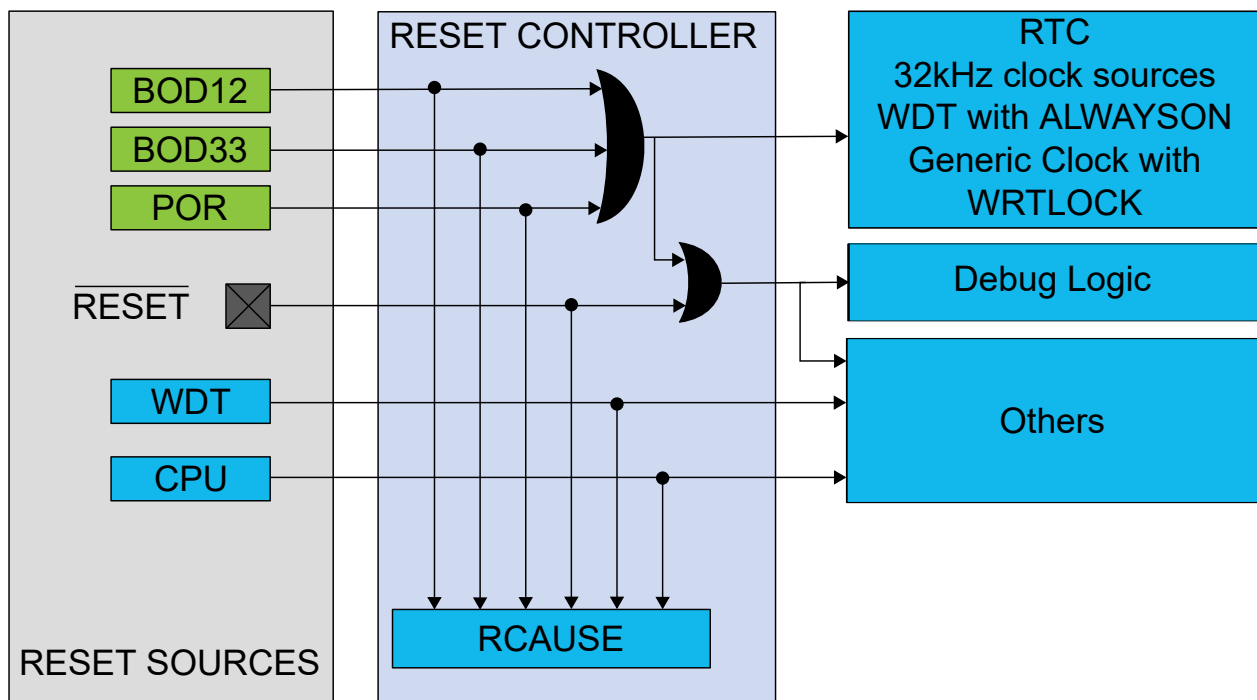 RESET CONTROLLER
BOD12
BOD33
POR
RESET
WDT
CPU
RCAUSE
RESET SOURCES
RTC
32kHz clock sources
WDT with ALWAYSON
Generic Clock with
WRTLOCK
Debug Logic
Others